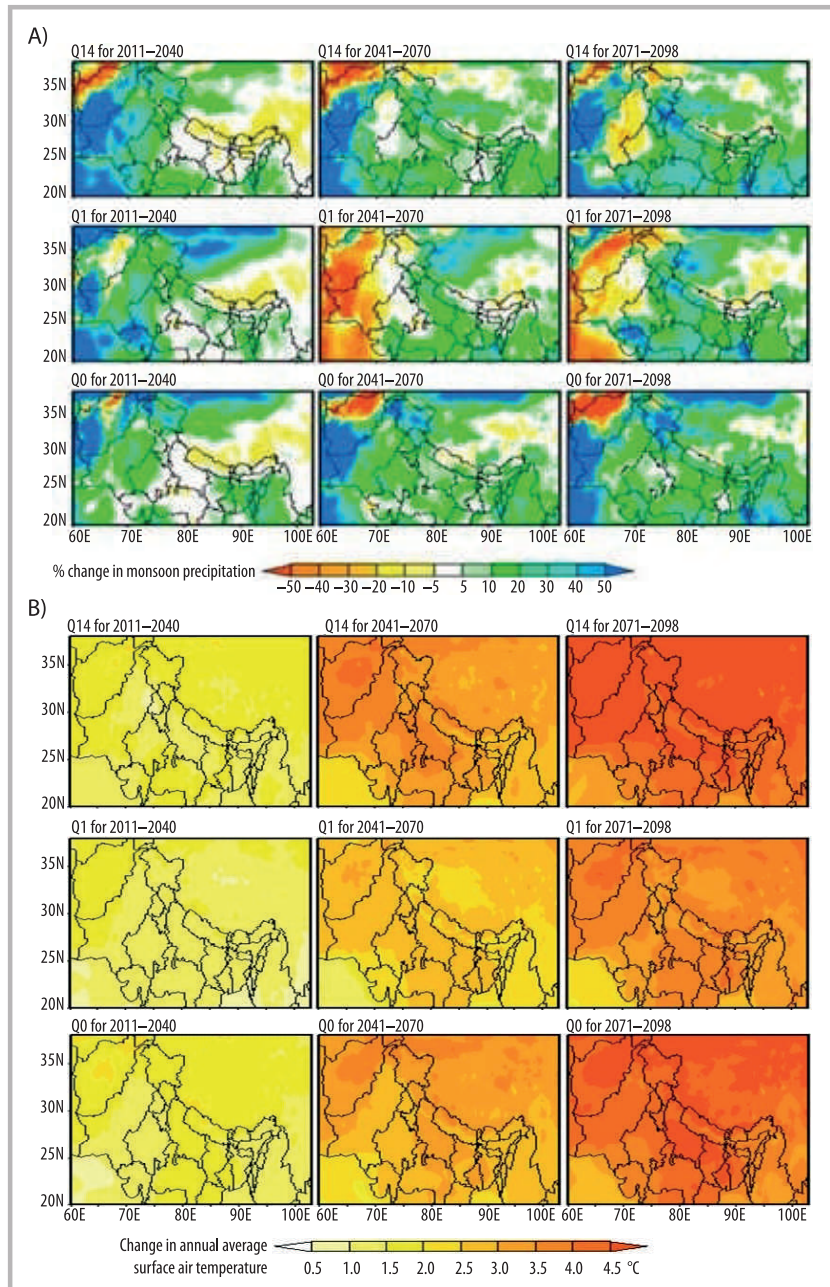 A)
Q14 for 2011–2040 Q14 for 2041–2070 Q14 for 2071–2098
35N
30N
25N
20N
Q1 for 2011–2040 Q1 for 2041–2070 Q1 for 2071–2098
35N
30N
25N
20N
Q0 for 2011–2040 Q0 for 2041–2070 Q0 for 2071–2098
35N
30N
25N
20N
60E 70E 80E 90E 100E 60E 70E 80E 90E 100E 60E 70E 80E 90E 100E
% change in monsoon precipitation
−50 −40 −30 −20 −10 −5 5 10 20 30 40 50
B)
Q14 for 2011–2040 Q14 for 2041–2070 Q14 for 2071–2098
35N
30N
25N
20N
Q1 for 2011–2040 Q1 for 2041–2070 Q1 for 2071–2098
35N
30N
25N
20N
Q0 for 2011–2040 Q0 for 2041–2070 Q0 for 2071–2098
35N
30N
25N
20N
60E 70E 80E 90E 100E 60E 70E 80E 90E 100E 60E 70E 80E 90E 100E
Change in annual average
surface air temperature
0.5 1.0 1.5 2.0 2.5 3.0 3.5 4.0 4.5 °C